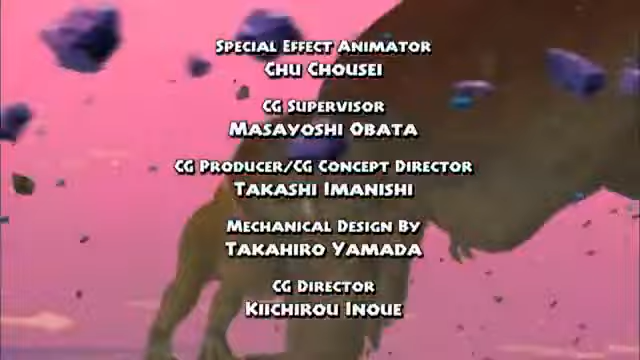 Special Effect Animator
Chu Chousei
CG Supervisor
Masayoshi Obata
CG Producer/CG Concept Director
Takashi Imanishi
Mechanical Design By
Takahiro Yamada
CG Director
Kiichirou Inoue